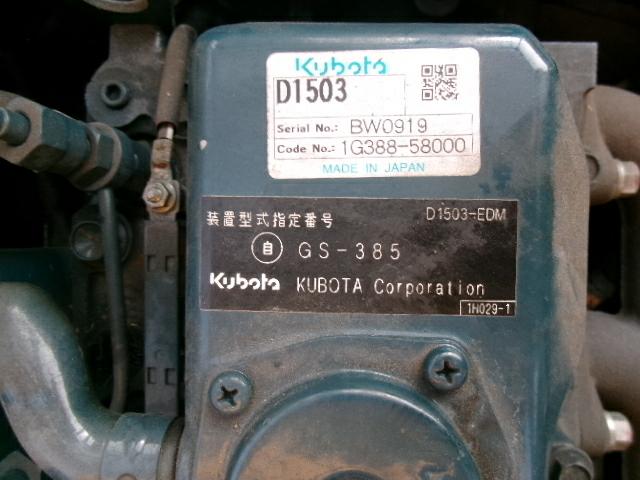 Kubota
D1503
Serial No.: BW0919
Code No.: 1G388-58000
MADE IN JAPAN
装置型式指定番号 D1503-EDM
自 GS-385
Kubota KUBOTA Corporation
1H029-1